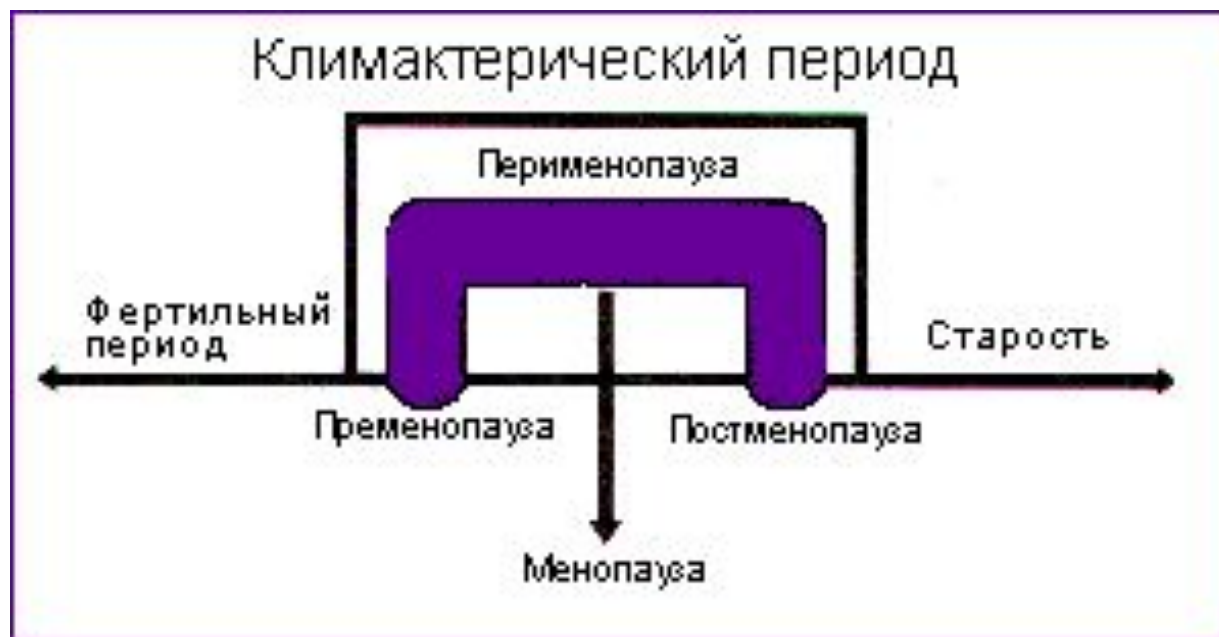 Климактерический период
Перименопауза
Фертильный
период
Старость
Пременопауза
Постменопауза
Менопауза